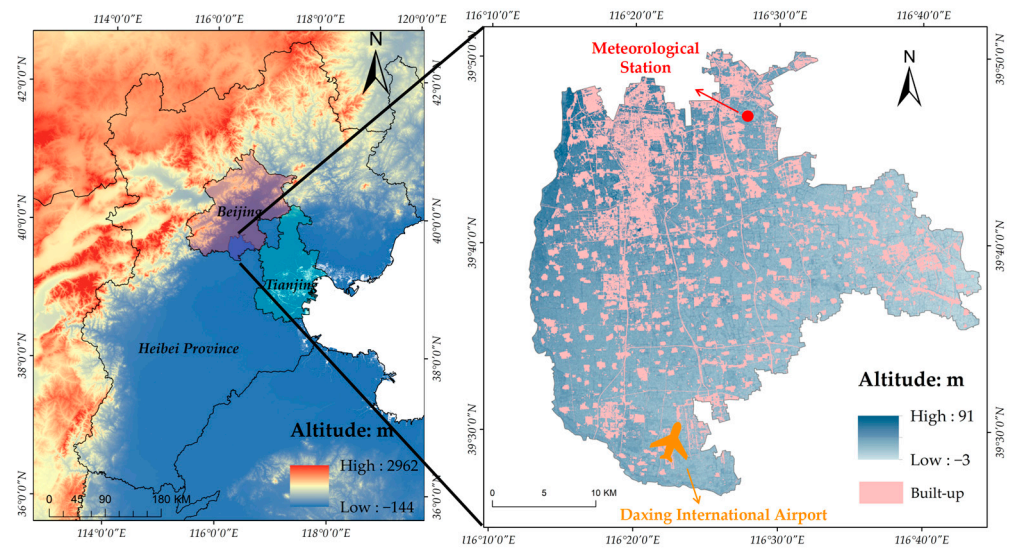 114°0′0″E 116°0′0″E 118°0′0″E 120°0′0″E
42°0′0″N
40°0′0″N
38°0′0″N
36°0′0″N
N
Beijing
Tianjing
Heibei Province
Altitude: m
High : 2962
Low : −144
0 45 90 180 KM
42°0′0″N
40°0′0″N
38°0′0″N
36°0′0″N
114°0′0″E 116°0′0″E 118°0′0″E
116°10′0″E 116°20′0″E 116°30′0″E 116°40′0″E
39°50′0″N
39°40′0″N
39°30′0″N
Meteorological
Station
N
Altitude: m
High : 91
Low : −3
Built-up
0 5 10 KM
Daxing International Airport
39°50′0″N
39°40′0″N
39°30′0″N
116°10′0″E 116°20′0″E 116°30′0″E 116°40′0″E